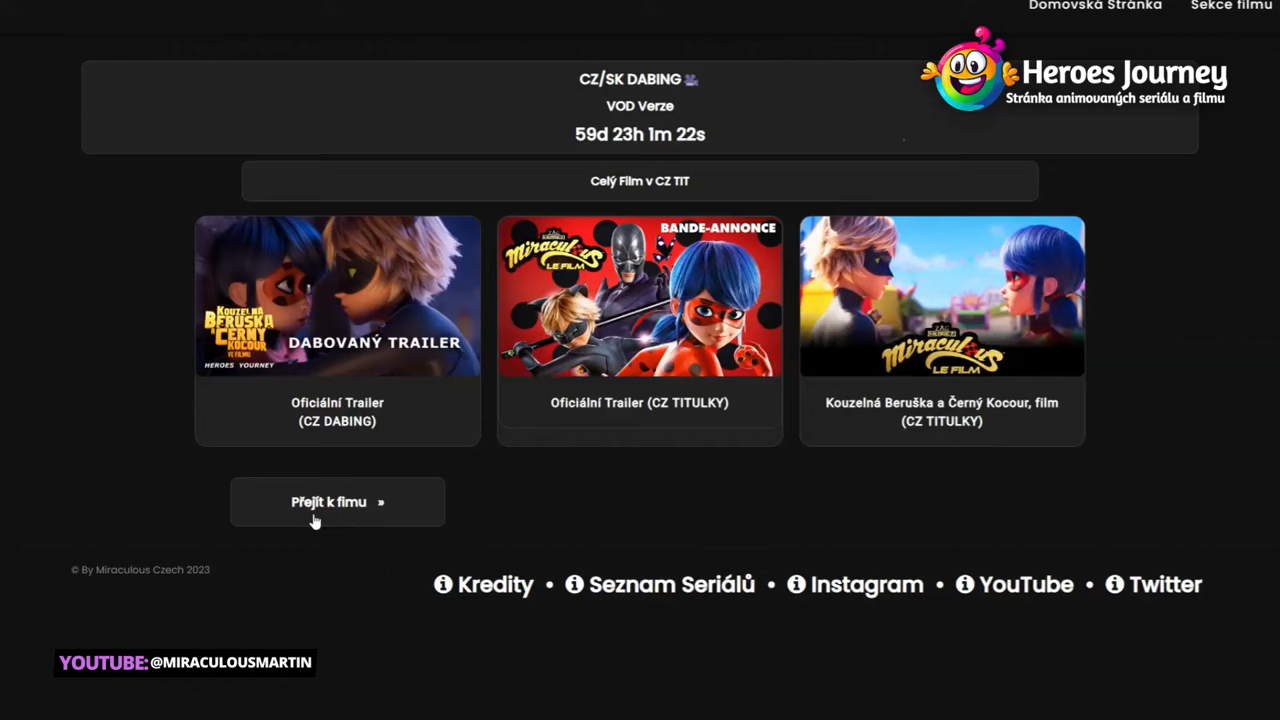 Domovská Stránka
Sekce filmu
Heroes Journey
Stránka animovaných seriálu a filmu
CZ/SK DABING
VOD Verze
59d 23h 1m 22s
Celý Film v CZ TIT
KOUZELNÁ
BERUŠKA
& ČERNÝ
KOCOUR
VE FILMU
DABOVANÝ TRAILER
HEROES YOURNEY
BANDE-ANNONCE
ZAG
Miraculous
LE FILM
ZAG
Miraculous
LE FILM
Oficiální Trailer
(CZ DABING)
Oficiální Trailer (CZ TITULKY)
Kouzelná Beruška a Černý Kocour, film
(CZ TITULKY)
Přejít k fimu »
© By Miraculous Czech 2023
Kredity • Seznam Seriálů • Instagram • YouTube • Twitter
YOUTUBE: @MIRACULOUSMARTIN